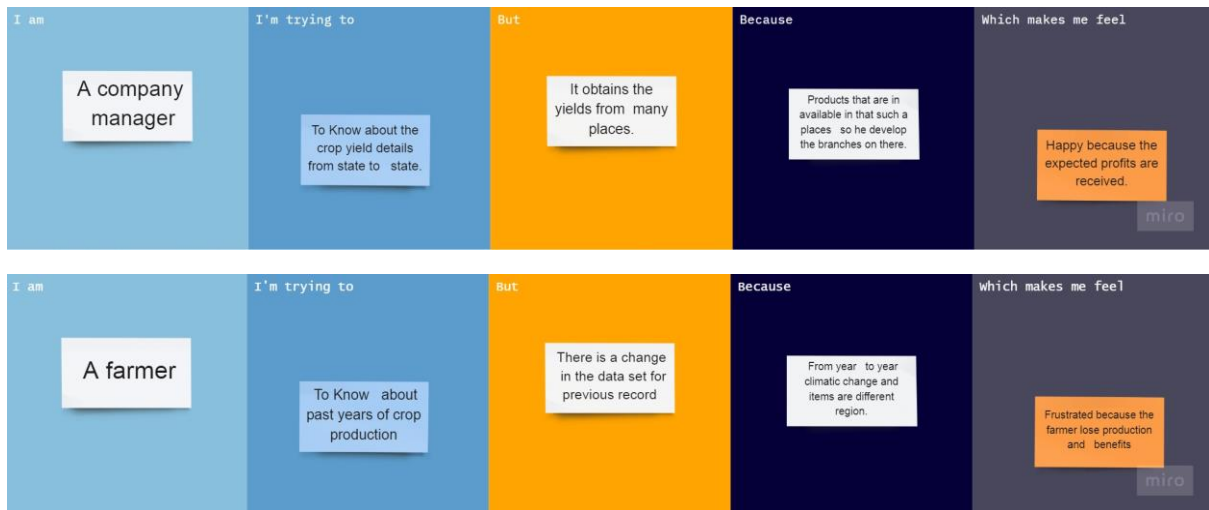 I am
I'm trying to
But
Because
Which makes me feel
A company
manager
To Know about the
crop yield details
from state to state.
It obtains the
yields from many
places.
Products that are in
available in that such a
places so he develop
the branches on there.
Happy because the
expected profits are
received.
miro
I am
I'm trying to
But
Because
Which makes me feel
A farmer
To Know about
past years of crop
production
There is a change
in the data set for
previous record
From year to year
climatic change and
items are different
region.
Frustrated because the
farmer lose production
and benefits
miro